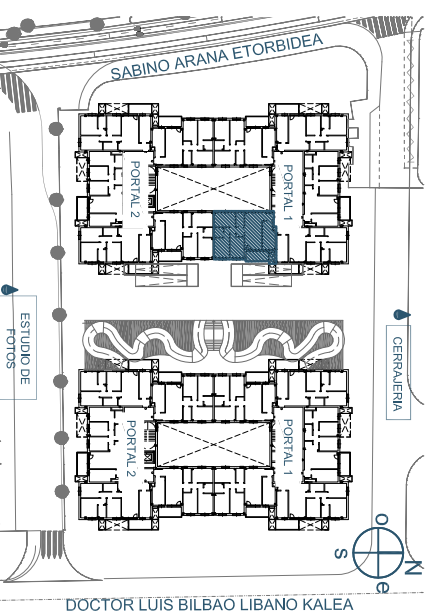 SABINO ARANA ETORBIDEA
PORTAL 2
PORTAL 1
ESTUDIO DE
FOTOS
CERRAJERIA
PORTAL 2
PORTAL 1
o
s
N
e
DOCTOR LUIS BILBAO LIBANO KALEA